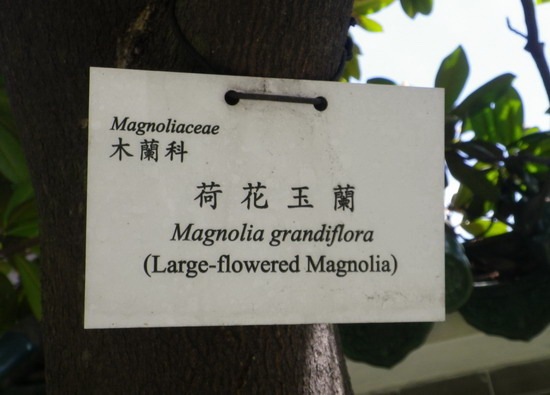 Magnoliaceae
木蘭科
荷花玉蘭
Magnolia grandiflora
(Large-flowered Magnolia)